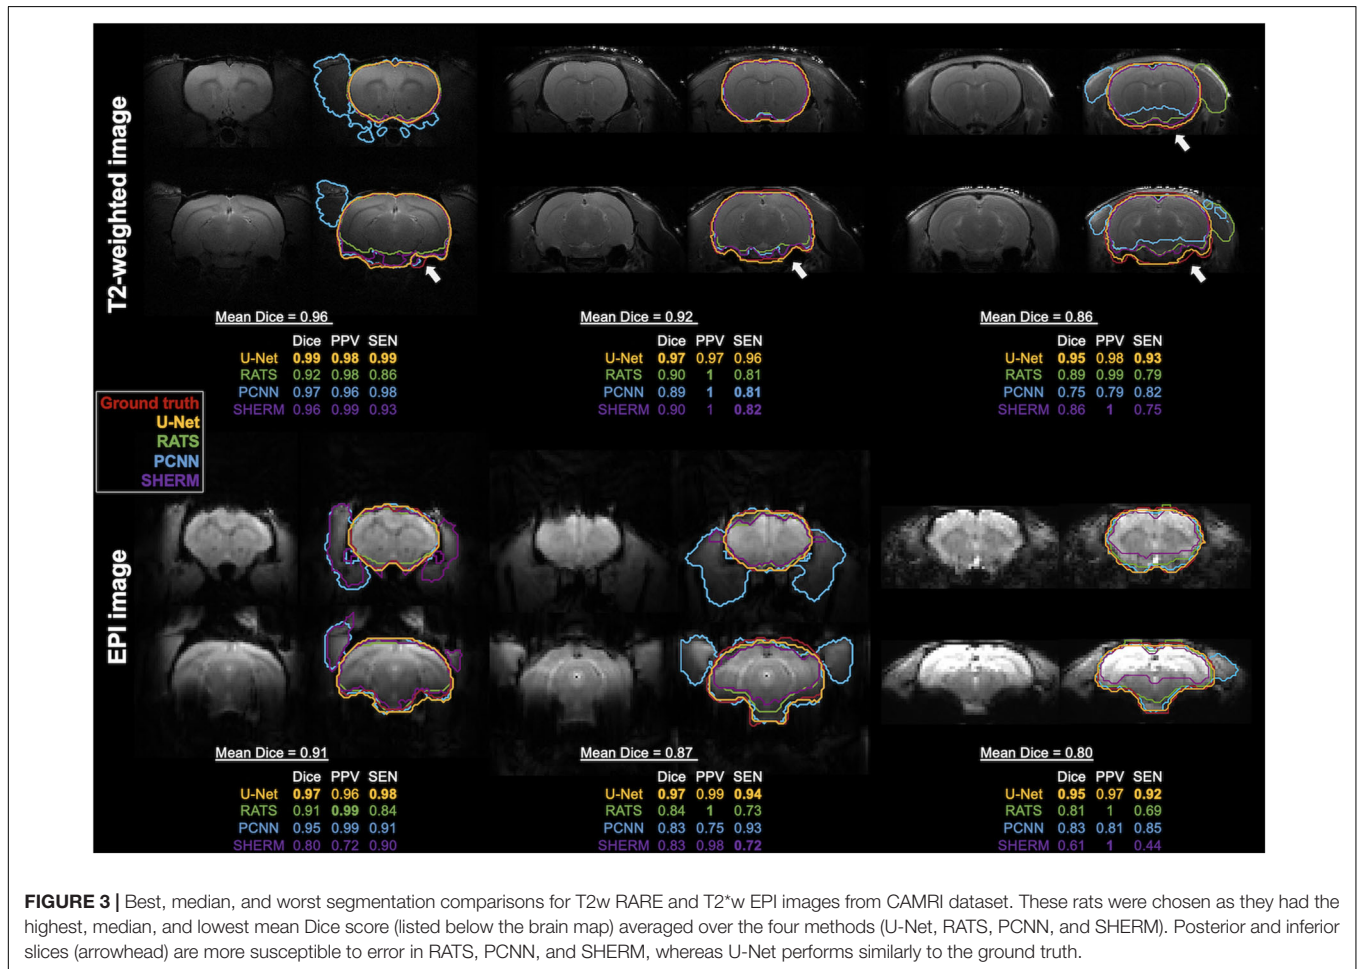 T2-weighted image
Mean Dice = 0.96
Dice PPV SEN
U-Net 0.99 0.98 0.99
RATS 0.92 0.98 0.86
PCNN 0.97 0.96 0.98
SHERM 0.96 0.99 0.93
Mean Dice = 0.92
Dice PPV SEN
U-Net 0.97 0.97 0.96
RATS 0.90 1 0.81
PCNN 0.89 1 0.81
SHERM 0.90 1 0.82
Mean Dice = 0.86
Dice PPV SEN
U-Net 0.95 0.98 0.93
RATS 0.89 0.99 0.79
PCNN 0.75 0.79 0.82
SHERM 0.86 1 0.75
Ground truth
U-Net
RATS
PCNN
SHERM
EPI image
Mean Dice = 0.91
Dice PPV SEN
U-Net 0.97 0.96 0.98
RATS 0.91 0.99 0.84
PCNN 0.95 0.99 0.91
SHERM 0.80 0.72 0.90
Mean Dice = 0.87
Dice PPV SEN
U-Net 0.97 0.99 0.94
RATS 0.84 1 0.73
PCNN 0.83 0.75 0.93
SHERM 0.83 0.98 0.72
Mean Dice = 0.80
Dice PPV SEN
U-Net 0.95 0.97 0.92
RATS 0.81 1 0.69
PCNN 0.83 0.81 0.85
SHERM 0.61 1 0.44
FIGURE 3 | Best, median, and worst segmentation comparisons for T2w RARE and T2*w EPI images from CAMRI dataset. These rats were chosen as they had the
highest, median, and lowest mean Dice score (listed below the brain map) averaged over the four methods (U-Net, RATS, PCNN, and SHERM). Posterior and inferior
slices (arrowhead) are more susceptible to error in RATS, PCNN, and SHERM, whereas U-Net performs similarly to the ground truth.